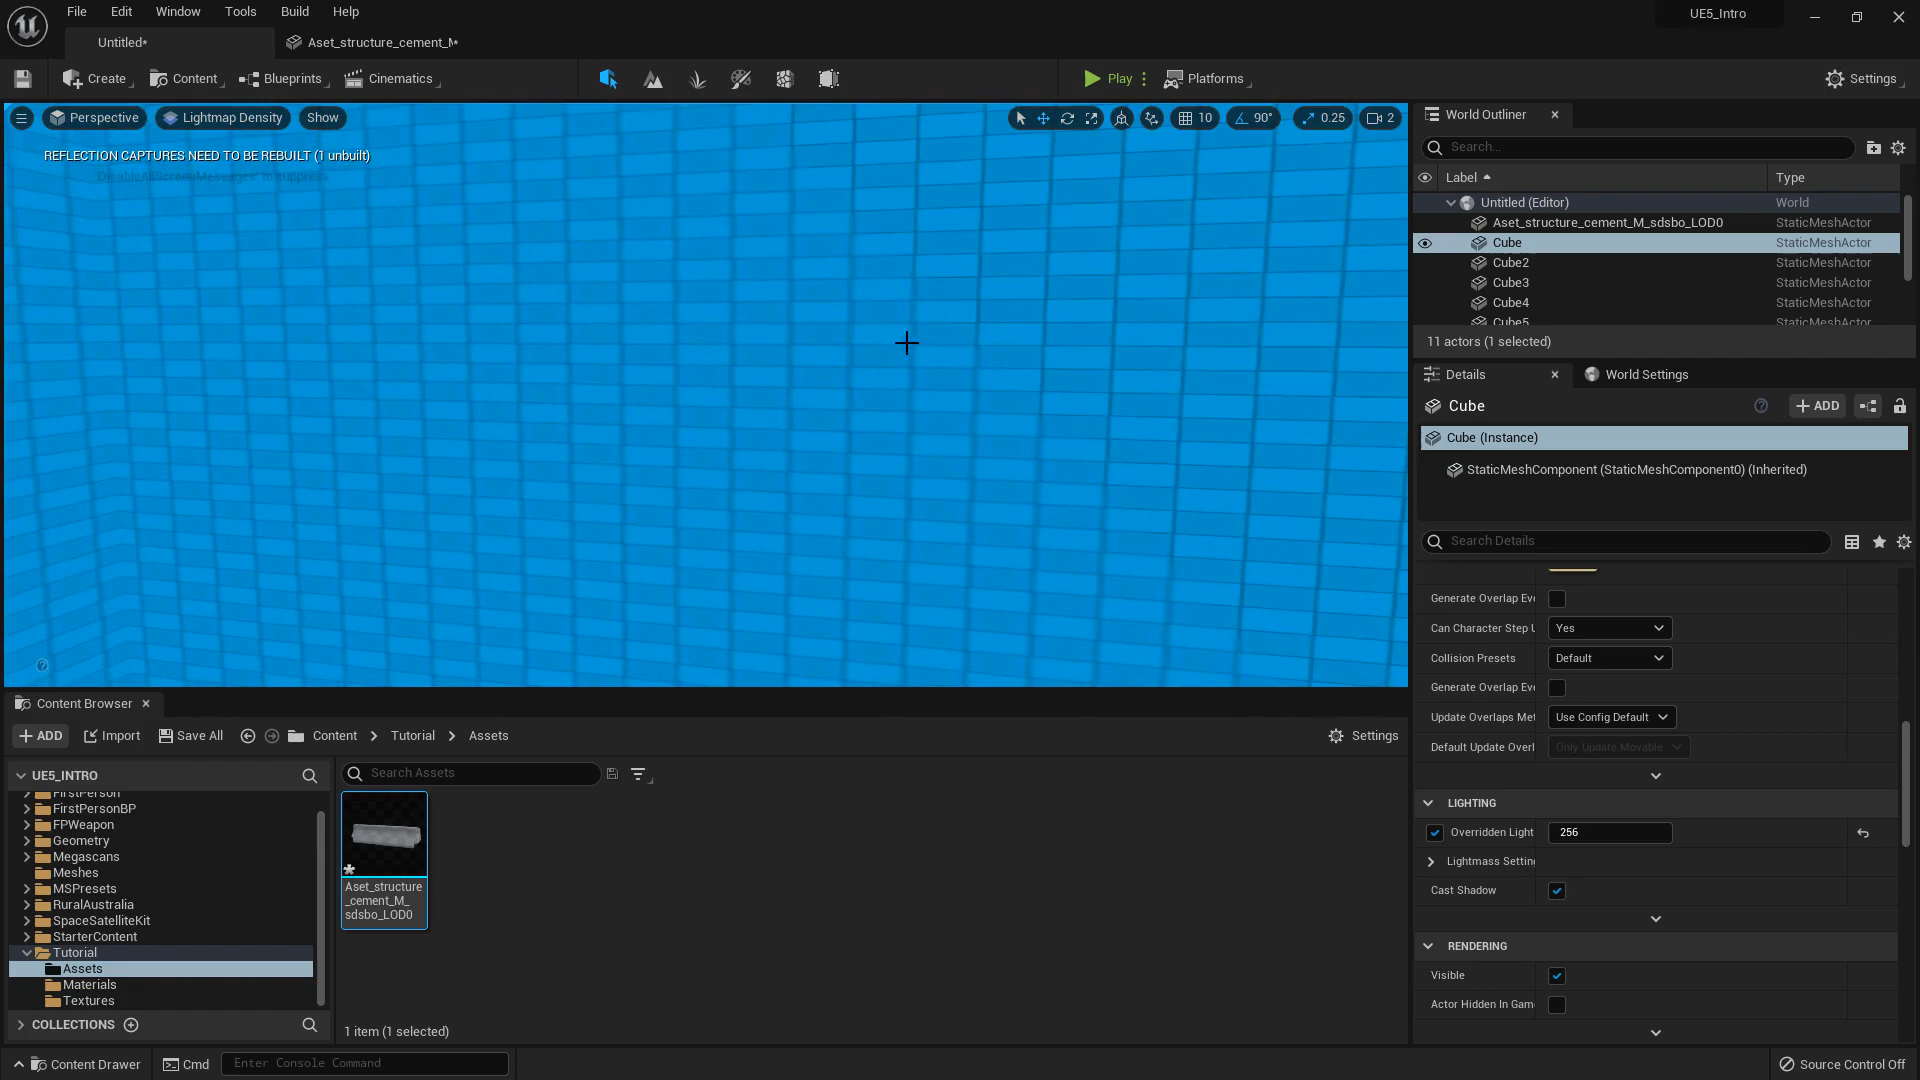 File Edit Window Tools Build Help
UE5_Intro
Untitled*
Aset_structure_cement_M*
Create
Content
Blueprints
Cinematics
Play
Platforms
Settings
Perspective
Lightmap Density
Show
10
90°
0.25
2
REFLECTION CAPTURES NEED TO BE REBUILT (1 unbuilt)
'DisableAllScreenMessages' to suppress
World Outliner
Search...
Label
Type
Untitled (Editor) World
Aset_structure_cement_M_sdsbo_LOD0 StaticMeshActor
Cube StaticMeshActor
Cube2 StaticMeshActor
Cube3 StaticMeshActor
Cube4 StaticMeshActor
Cube5 StaticMeshActor
11 actors (1 selected)
Details
World Settings
Cube
ADD
Cube (Instance)
StaticMeshComponent (StaticMeshComponent0) (Inherited)
Search Details
Generate Overlap Eve
Can Character Step U Yes
Collision Presets Default
Generate Overlap Eve
Update Overlaps Met Use Config Default
Default Update Overl Only Update Movable
LIGHTING
Overridden Light 256
Lightmass Setting
Cast Shadow
RENDERING
Visible
Actor Hidden In Gam
Content Browser
ADD
Import
Save All
Content
Tutorial
Assets
Settings
UE5_INTRO
FirstPerson
FirstPersonBP
FPWeapon
Geometry
Megascans
Meshes
MSPresets
RuralAustralia
SpaceSatelliteKit
StarterContent
Tutorial
Assets
Materials
Textures
COLLECTIONS
Search Assets
Aset_structure
_cement_M_
sdsbo_LOD0
1 item (1 selected)
Content Drawer
Cmd
Enter Console Command
Source Control Off